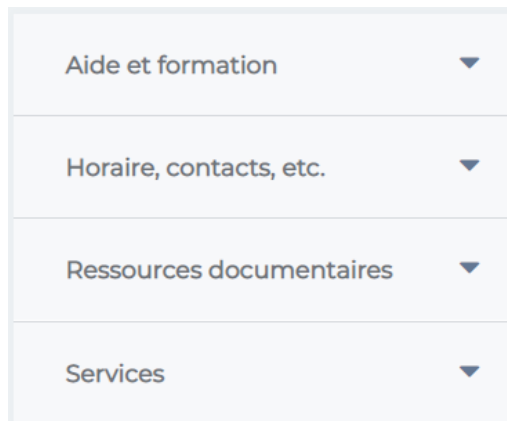 Aide et formation
Horaire, contacts, etc.
Ressources documentaires
Services